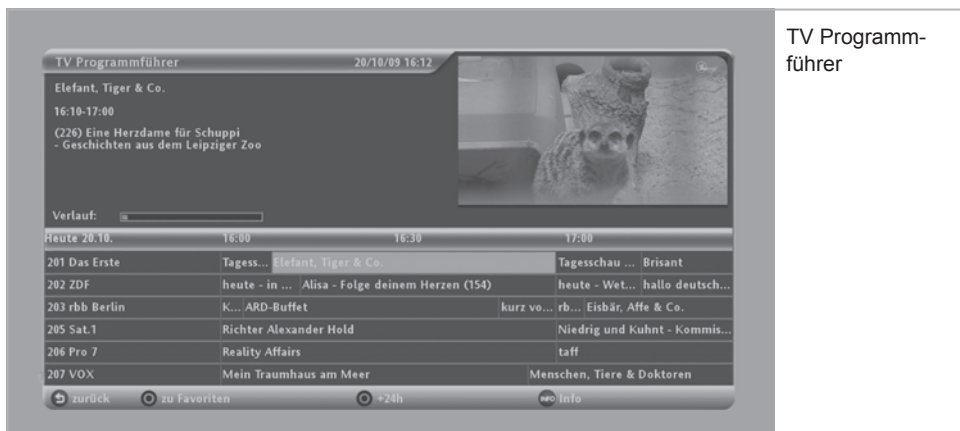 TV Programm-
führer
TV Programmführer 20/10/09 16:12
Elefant, Tiger & Co.
16:10-17:00
(226) Eine Herzdame für Schuppi
- Geschichten aus dem Leipziger Zoo
Verlauf:
Heute 20.10. 16:00 16:30 17:00
201 Das Erste Tagess... Elefant, Tiger & Co. Tagesschau ... Brisant
202 ZDF heute - in ... Alisa - Folge deinem Herzen (154) heute - Wet... hallo deutsch...
203 rbb Berlin K... ARD-Buffet kurz vo... rb... Eisbär, Affe & Co.
205 Sat.1 Richter Alexander Hold Niedrig und Kuhnt - Kommis...
206 Pro 7 Reality Affairs taff
207 VOX Mein Traumhaus am Meer Menschen, Tiere & Doktoren
zurück zu Favoriten +24h INFO Info